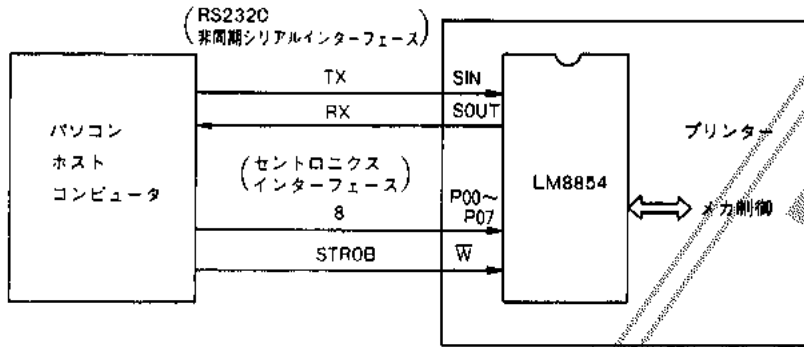 RS232C
非同期シリアルインターフェース
TX
SIN
RX
SOUT
パソコン
ホスト
コンピュータ
セントロニクス
インターフェース
8
P00～
P07
STROB
W
LM8854
プリンター
メカ制御